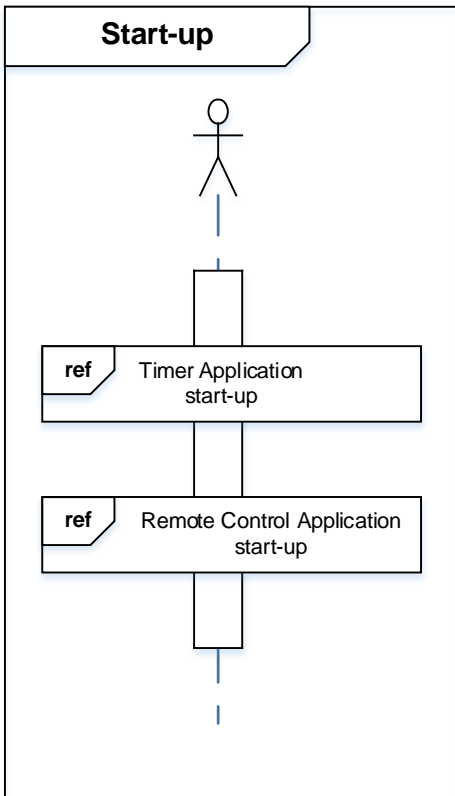 Start-up
ref
Timer Application
start-up
ref
Remote Control Application
start-up